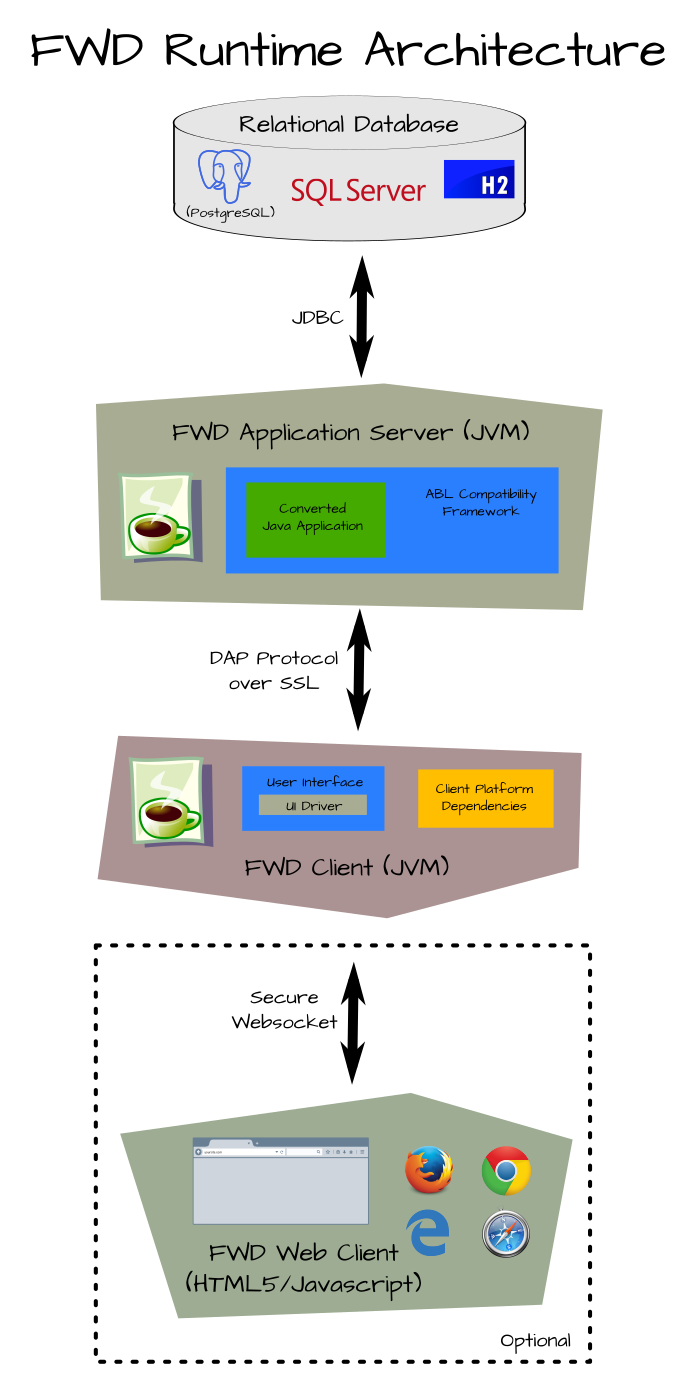 FWD Runtime Architecture
Relational Database
(PostgreSQL)
SQL Server
H2
JDBC
FWD Application Server (JVM)
Converted
Java Application
ABL Compatibility
Framework
DAP Protocol
over SSL
User Interface
UI Driver
Client Platform
Dependencies
FWD Client (JVM)
Secure
Websocket
FWD Web Client
(HTML5/Javascript)
Optional